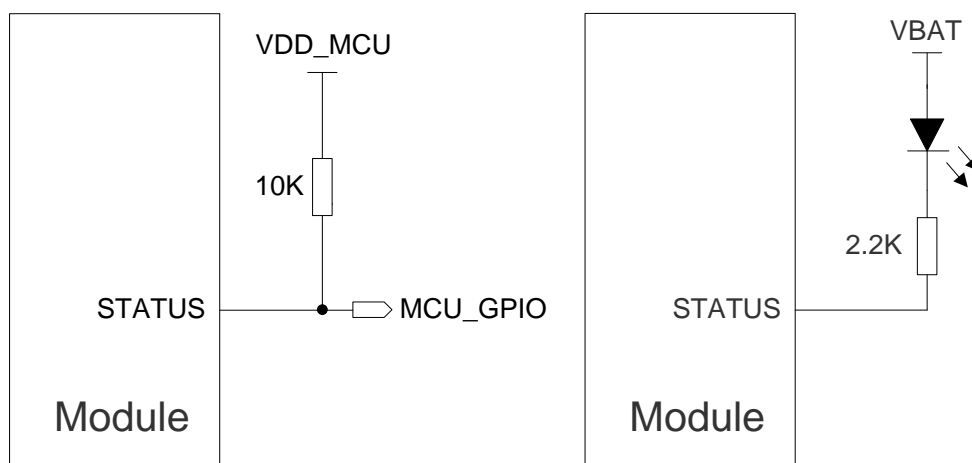 VDD_MCU
10K
STATUS
MCU_GPIO
Module
VBAT
2.2K
STATUS
Module